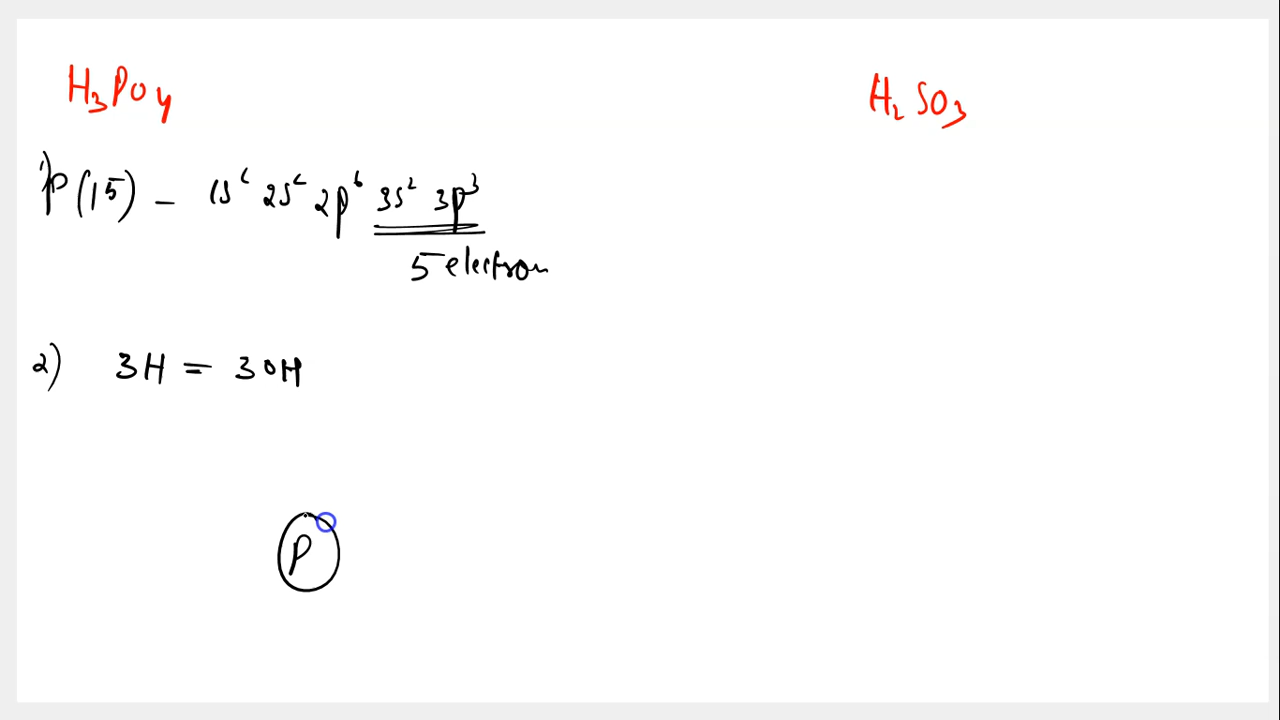 H₃PO₄
H₂SO₃
1) P(15) - 1s² 2s² 2p⁶ 3s² 3p³
5 electron
2) 3H = 3OH
P